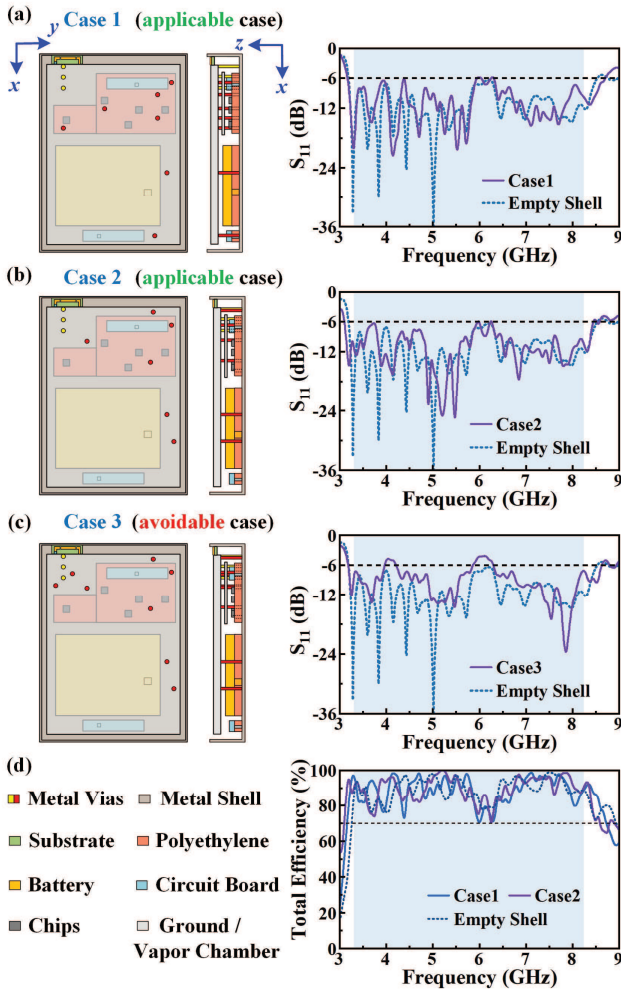 (a) Case 1 (applicable case)
y
x
z
x
0
-6
-12
-24
-36
S11 (dB)
Case1
Empty Shell
3 4 5 6 7 8 9
Frequency (GHz)
(b) Case 2 (applicable case)
0
-6
-12
-24
-36
S11 (dB)
Case2
Empty Shell
3 4 5 6 7 8 9
Frequency (GHz)
(c) Case 3 (avoidable case)
0
-6
-12
-24
-36
S11 (dB)
Case3
Empty Shell
3 4 5 6 7 8 9
Frequency (GHz)
(d)
Metal Vias
Metal Shell
Substrate
Polyethylene
Battery
Circuit Board
Chips
Ground /
Vapor Chamber
100
80
70
60
40
20
0
Total Efficiency (%)
Case1
Case2
Empty Shell
3 4 5 6 7 8 9
Frequency (GHz)